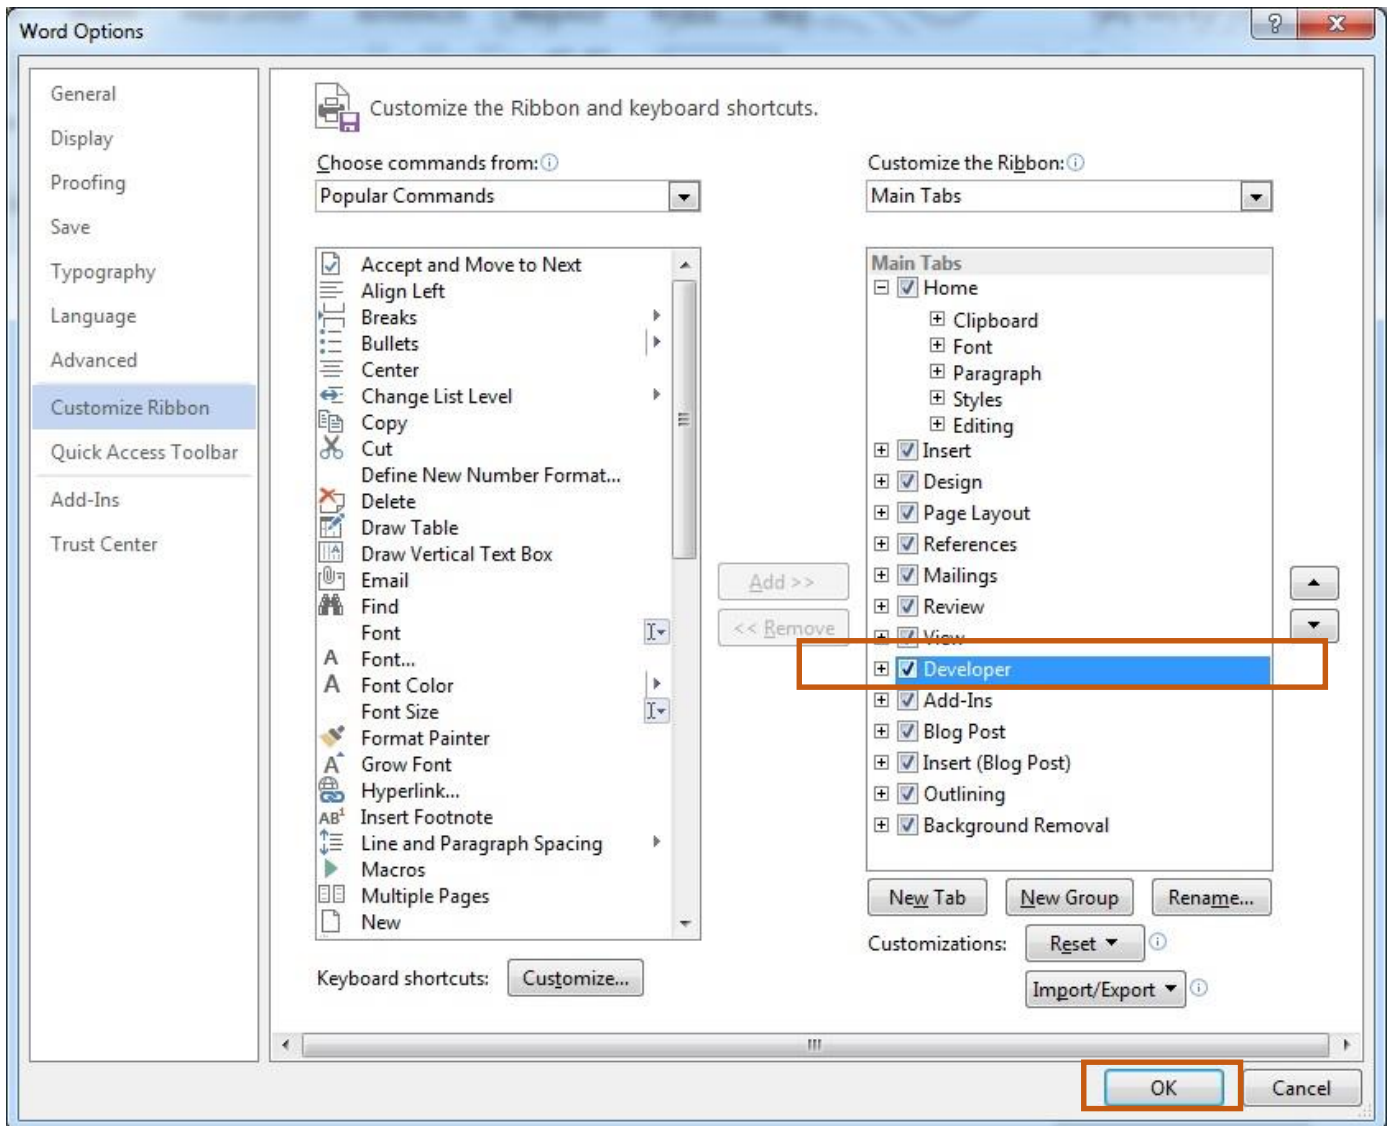 Word Options
General
Display
Proofing
Save
Typography
Language
Advanced
Customize Ribbon
Quick Access Toolbar
Add-Ins
Trust Center
Customize the Ribbon and keyboard shortcuts.
Choose commands from:
Popular Commands
Accept and Move to Next
Align Left
Breaks
Bullets
Center
Change List Level
Copy
Cut
Define New Number Format...
Delete
Draw Table
Draw Vertical Text Box
Email
Find
Font
Font...
Font Color
Font Size
Format Painter
Grow Font
Hyperlink...
Insert Footnote
Line and Paragraph Spacing
Macros
Multiple Pages
New
Keyboard shortcuts: Customize...
Add >>
<< Remove
Customize the Ribbon:
Main Tabs
Main Tabs
Home
Clipboard
Font
Paragraph
Styles
Editing
Insert
Design
Page Layout
References
Mailings
Review
View
Developer
Add-Ins
Blog Post
Insert (Blog Post)
Outlining
Background Removal
New Tab New Group Rename...
Customizations: Reset
Import/Export
OK Cancel